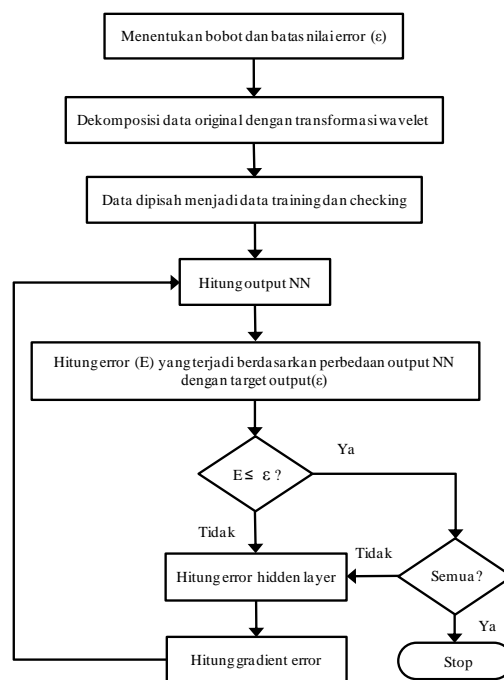 Menentukan bobot dan batas nilai error (ε)
Dekomposisi data original dengan transformasi wavelet
Data dipisah menjadi data training dan checking
Hitung output NN
Hitung error (E) yang terjadi berdasarkan perbedaan output NN
dengan target output(ε)
E ≤ ε ?
Ya
Tidak
Hitung error hidden layer
Tidak
Semua ?
Ya
Hitung gradient error
Stop